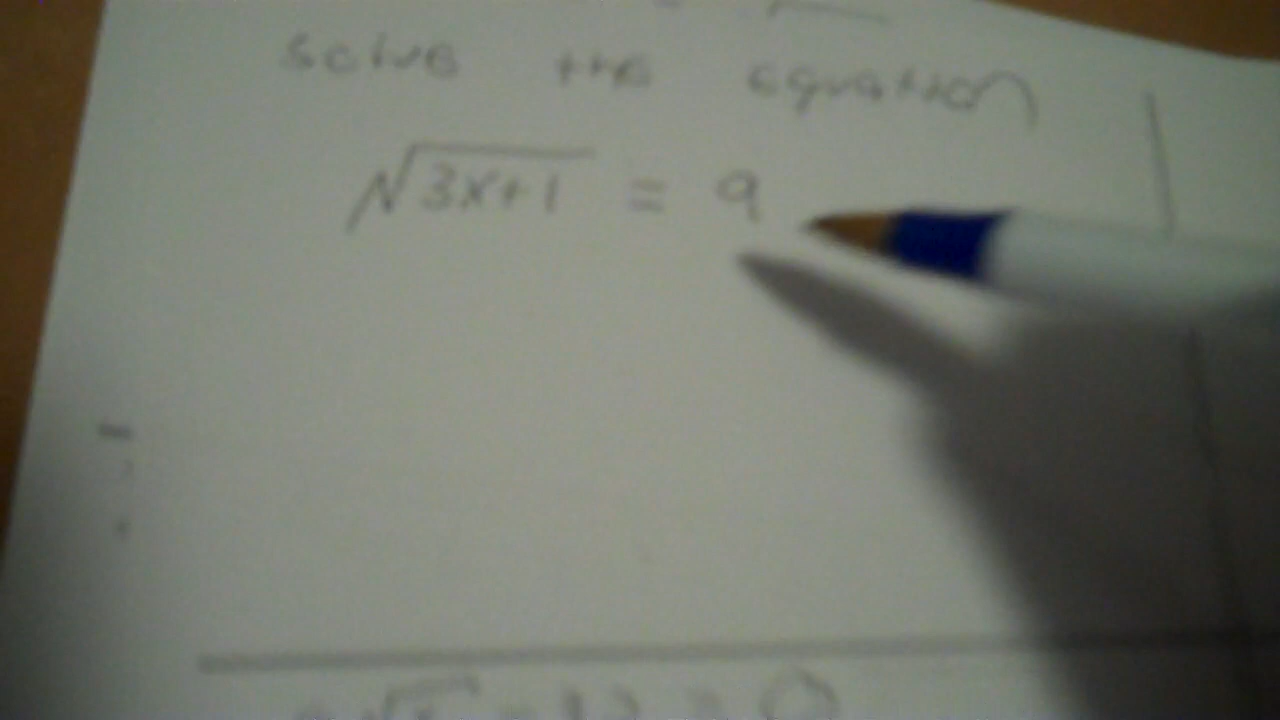 solve the equation
√3x+1 = 9